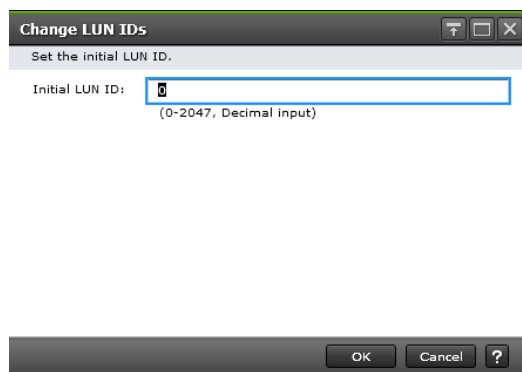 Change LUN IDs
Set the initial LUN ID.
Initial LUN ID: 0
(0-2047, Decimal input)
OK Cancel ?